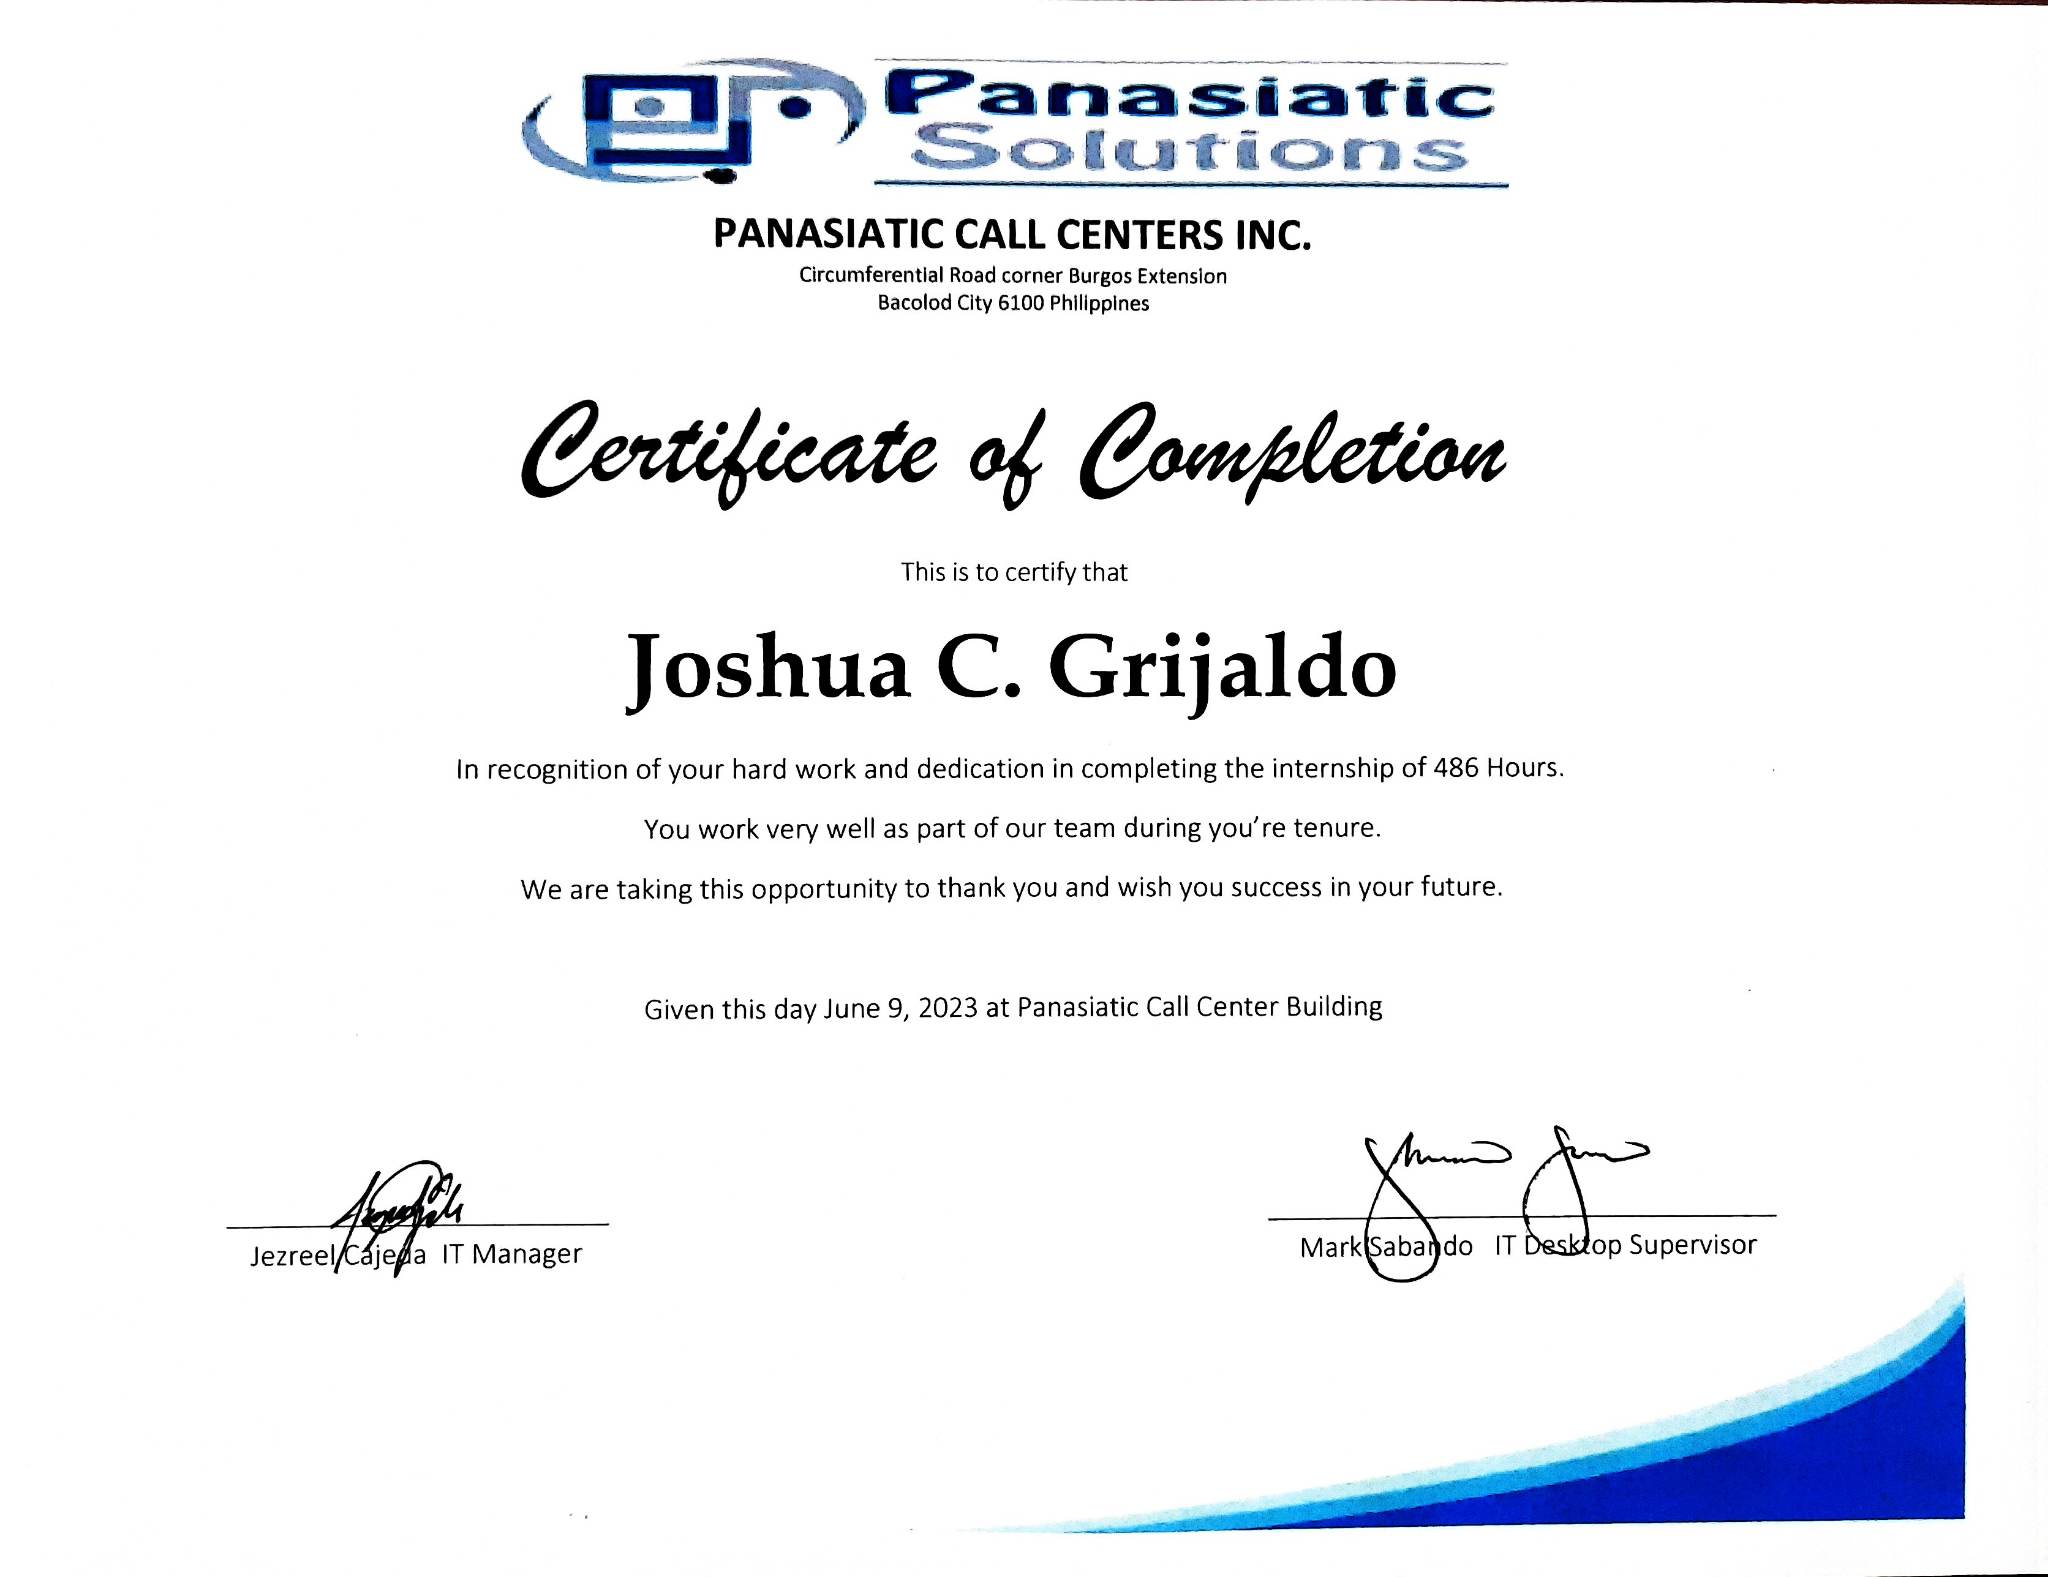 Panasiatic
Solutions
PANASIATIC CALL CENTERS INC.
Circumferential Road corner Burgos Extension
Bacolod City 6100 Philippines
Certificate of Completion
This is to certify that
Joshua C. Grijaldo
In recognition of your hard work and dedication in completing the internship of 486 Hours.
You work very well as part of our team during you're tenure.
We are taking this opportunity to thank you and wish you success in your future.
Given this day June 9, 2023 at Panasiatic Call Center Building
Jezreel Cajeda IT Manager
Mark Sabando IT Desktop Supervisor